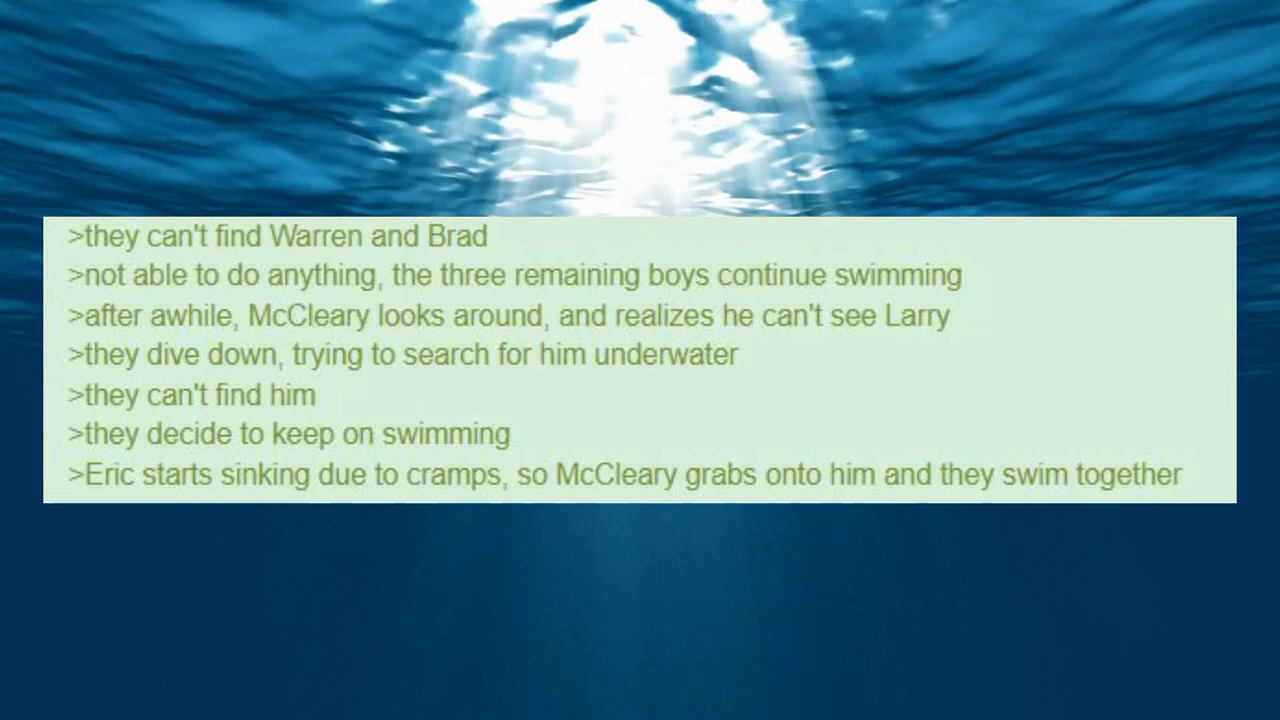 >they can't find Warren and Brad
>not able to do anything, the three remaining boys continue swimming
>after awhile, McCleary looks around, and realizes he can't see Larry
>they dive down, trying to search for him underwater
>they can't find him
>they decide to keep on swimming
>Eric starts sinking due to cramps, so McCleary grabs onto him and they swim together